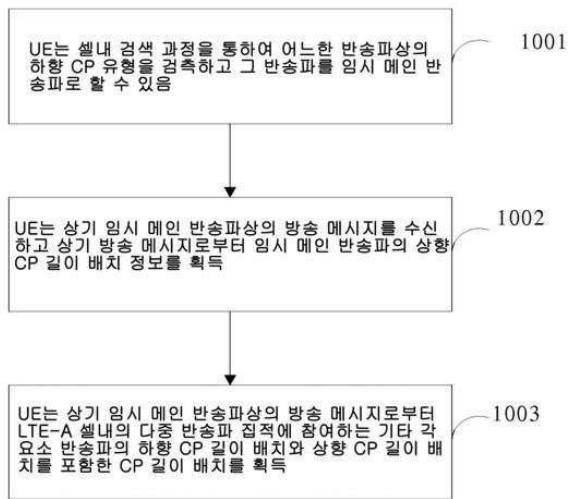 UE는 셀내 검색 과정을 통하여 어느한 반송파상의
하향 CP 유형을 검측하고 그 반송파를 임시 메인 반
송파로 할 수 있음
1001
UE는 상기 임시 메인 반송파상의 방송 메시지를 수신
하고 상기 방송 메시지로부터 임시 메인 반송파의 상향
CP 길이 배치 정보를 획득
1002
UE는 상기 임시 메인 반송파상의 방송 메시지로부터
LTE-A 셀내의 다중 반송파 집적에 참여하는 기타 각
요소 반송파의 하향 CP 길이 배치와 상향 CP 길이 배
치를 포함한 CP 길이 배치를 획득
1003